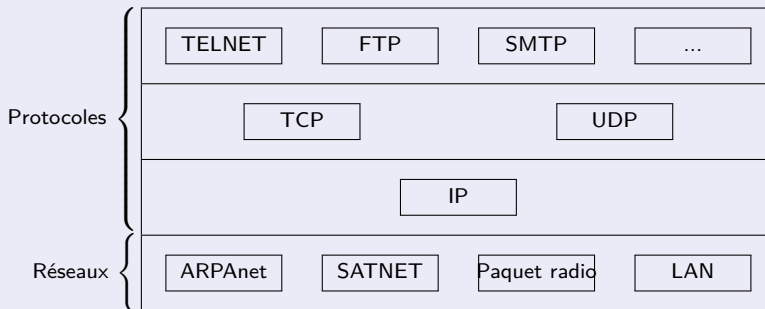 TELNET FTP SMTP ...
Protocoles
TCP UDP
IP
Réseaux
ARPAnet SATNET Paquet radio LAN